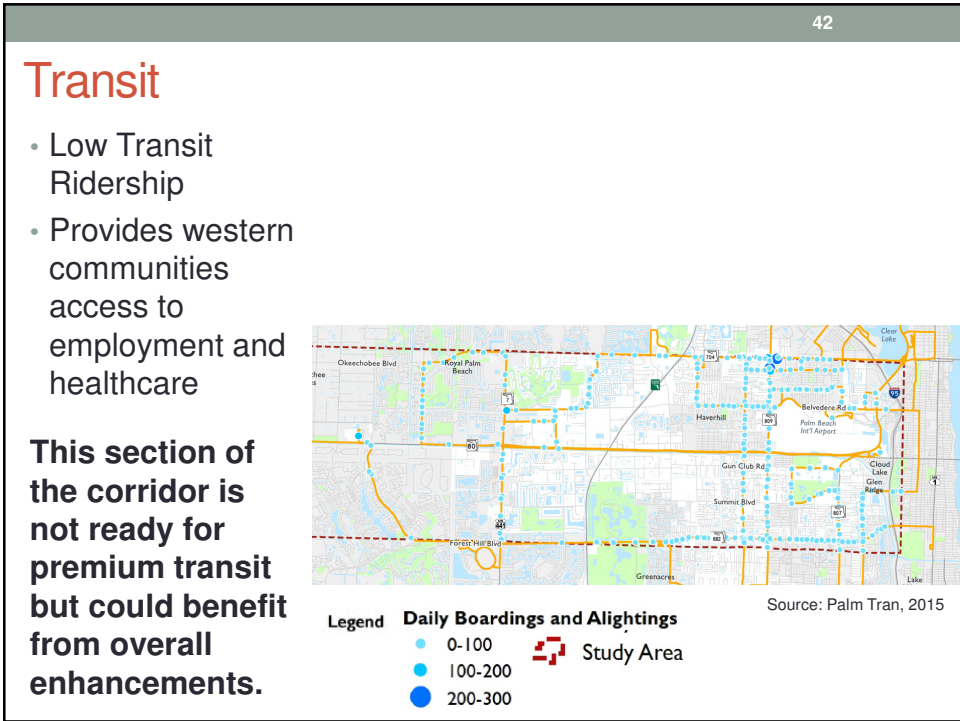 42
Transit
• Low Transit
Ridership
• Provides western
communities
access to
employment and
healthcare
This section of
the corridor is
not ready for
premium transit
but could benefit
from overall
enhancements.
Clear
Lake
Okeechobee Blvd
Royal Palm
Beach
704
chee
es
7
95
Haverhill
Belvedere Rd
809
Palm Beach
Int'l Airport
80
Gun Club Rd
Cloud
Lake
Glen
Ridge
1
Summit Blvd
807
441
Forest Hill Blvd
882
Greenacres
Lake
Source: Palm Tran, 2015
Legend
Daily Boardings and Alightings
0-100
Study Area
100-200
200-300